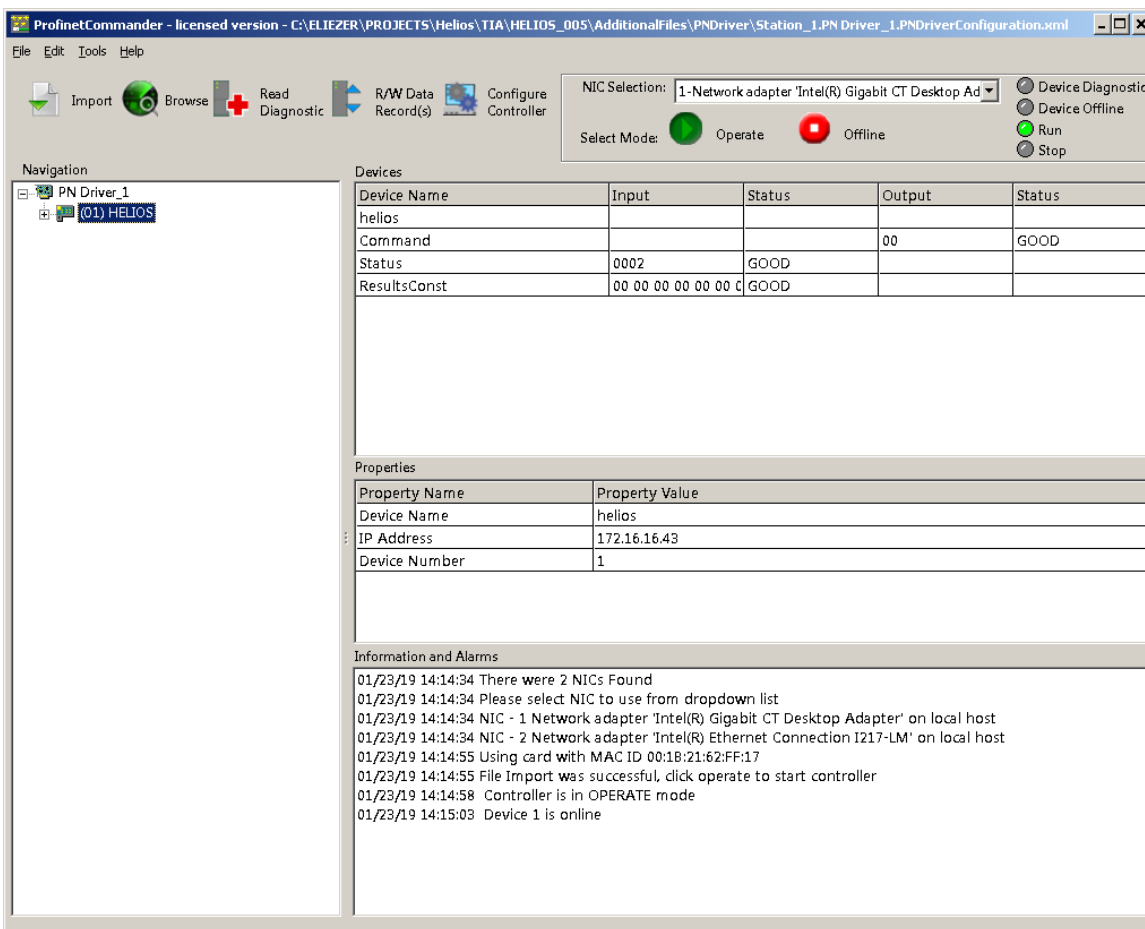 ProfinetCommander - licensed version - C:\ELIEZER\PROJECTS\Helios\TIA\HELIOS_005\AdditionalFiles\PNDriver\Station_1.PN Driver_1.PNDriverConfiguration.xml
File Edit Tools Help
Import Browse Read Diagnostic R/W Data Record(s) Configure Controller
NIC Selection: 1-Network adapter 'Intel(R) Gigabit CT Desktop Ad
Select Mode: Operate Offline
Device Diagnostic
Device Offline
Run
Stop
Navigation
PN Driver_1
(01) HELIOS
Devices
Device Name Input Status Output Status
helios
Command 00 GOOD
Status 0002 GOOD
ResultsConst 00 00 00 00 00 00 GOOD
Properties
Property Name Property Value
Device Name helios
IP Address 172.16.16.43
Device Number 1
Information and Alarms
01/23/19 14:14:34 There were 2 NICs Found
01/23/19 14:14:34 Please select NIC to use from dropdown list
01/23/19 14:14:34 NIC - 1 Network adapter 'Intel(R) Gigabit CT Desktop Adapter' on local host
01/23/19 14:14:34 NIC - 2 Network adapter 'Intel(R) Ethernet Connection I217-LM' on local host
01/23/19 14:14:55 Using card with MAC ID 00:1B:21:62:FF:17
01/23/19 14:14:55 File Import was successful, click operate to start controller
01/23/19 14:14:58 Controller is in OPERATE mode
01/23/19 14:15:03 Device 1 is online